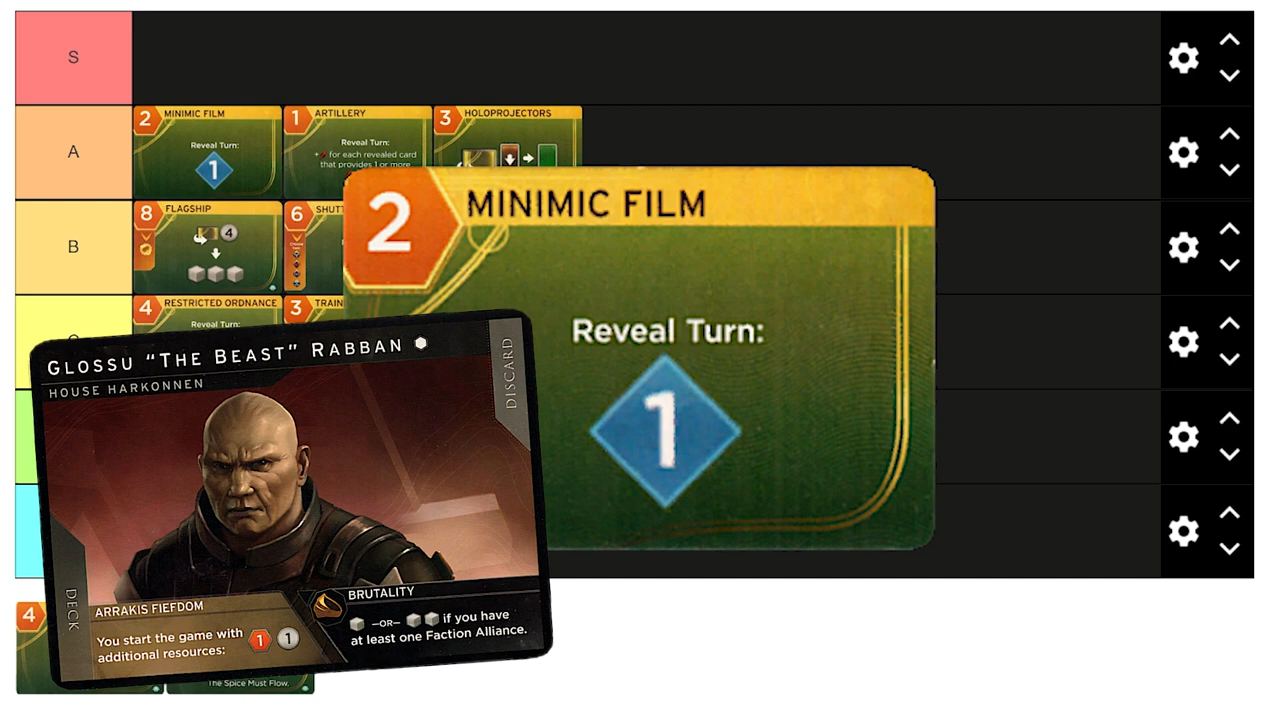 S
A
2 MINIMIC FILM
Reveal Turn:
1
1 ARTILLERY
Reveal Turn:
+ for each revealed card
that provides 1 or more
3 HOLOPROJECTORS
B
8 FLAGSHIP
4
6
4 RESTRICTED ORDNANCE
Reveal Turn:
3
2 MINIMIC FILM
Reveal Turn:
1
GLOSSU "THE BEAST" RABBAN
HOUSE HARKONNEN
DISCARD
DECK
ARRAKIS FIEFDOM
You start the game with
additional resources: 1 1
BRUTALITY
–OR– if you have
at least one Faction Alliance.
4
The Spice Must Flow.